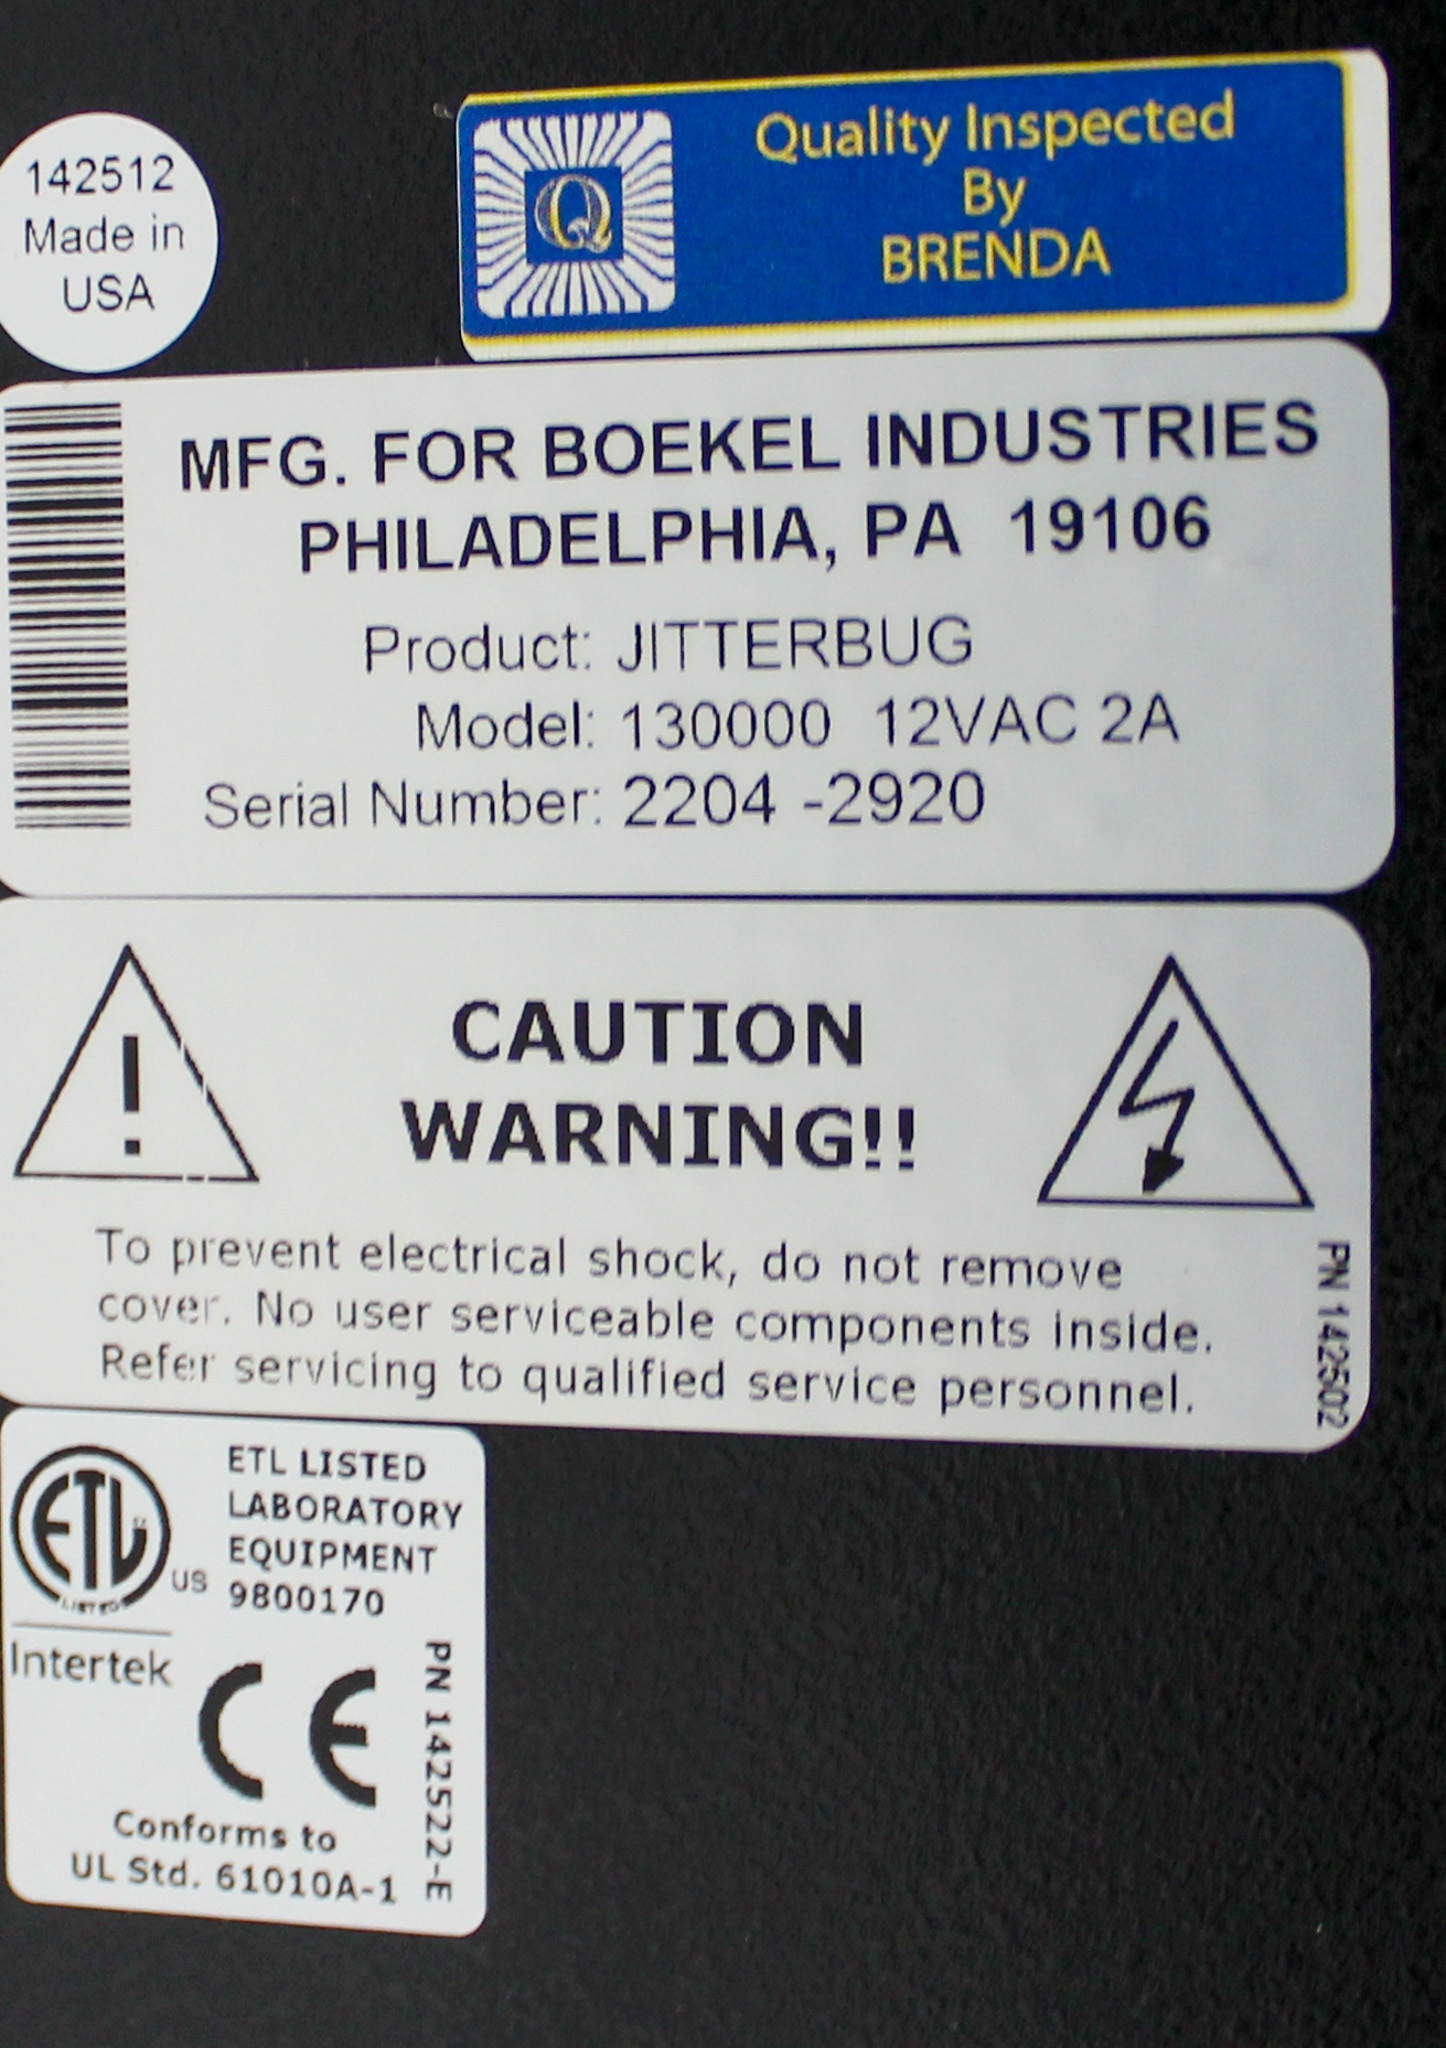 142512
Made in
USA
Q
Quality Inspected
By
BRENDA
MFG. FOR BOEKEL INDUSTRIES
PHILADELPHIA, PA 19106
Product: JITTERBUG
Model: 130000 12VAC 2A
Serial Number: 2204 -2920
!
CAUTION
WARNING!!
To prevent electrical shock, do not remove
cover. No user serviceable components inside.
Refer servicing to qualified service personnel.
PN 142502
ETL
LISTED
US
Intertek
ETL LISTED
LABORATORY
EQUIPMENT
9800170
CE
Conforms to
UL Std. 61010A-1
PN 142522-E